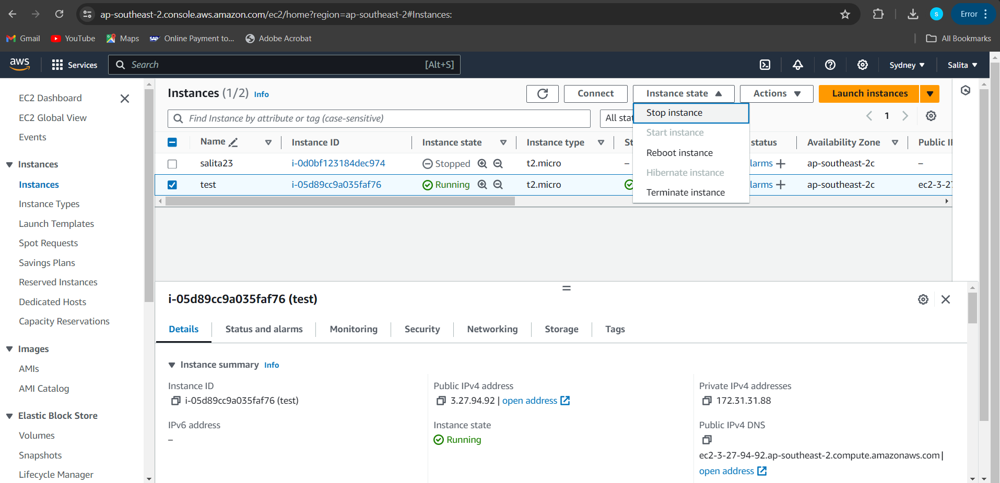 ap-southeast-2.console.aws.amazon.com/ec2/home?region=ap-southeast-2#Instances:
s
Error
Gmail
YouTube
Maps
SAP
Online Payment to...
Adobe Acrobat
All Bookmarks
aws
Services
Search
[Alt+S]
Sydney
Salita
EC2 Dashboard
EC2 Global View
Events
Instances
Instances
Instance Types
Launch Templates
Spot Requests
Savings Plans
Reserved Instances
Dedicated Hosts
Capacity Reservations
Images
AMIs
AMI Catalog
Elastic Block Store
Volumes
Snapshots
Lifecycle Manager
Instances (1/2) Info
Connect
Instance state
Actions
Launch instances
Find Instance by attribute or tag (case-sensitive)
All stat
1
Stop instance
Start instance
Reboot instance
Hibernate instance
Terminate instance
Name
Instance ID
Instance state
Instance type
St
status
Availability Zone
Public I
salita23
i-0d0bf123184dec974
Stopped
t2.micro
–
larms +
ap-southeast-2c
–
test
i-05d89cc9a035faf76
Running
t2.micro
larms +
ap-southeast-2c
ec2-3-27
i-05d89cc9a035faf76 (test)
Details
Status and alarms
Monitoring
Security
Networking
Storage
Tags
Instance summary Info
Instance ID
i-05d89cc9a035faf76 (test)
Public IPv4 address
3.27.94.92 | open address
Private IPv4 addresses
172.31.31.88
IPv6 address
–
Instance state
Running
Public IPv4 DNS
ec2-3-27-94-92.ap-southeast-2.compute.amazonaws.com |
open address